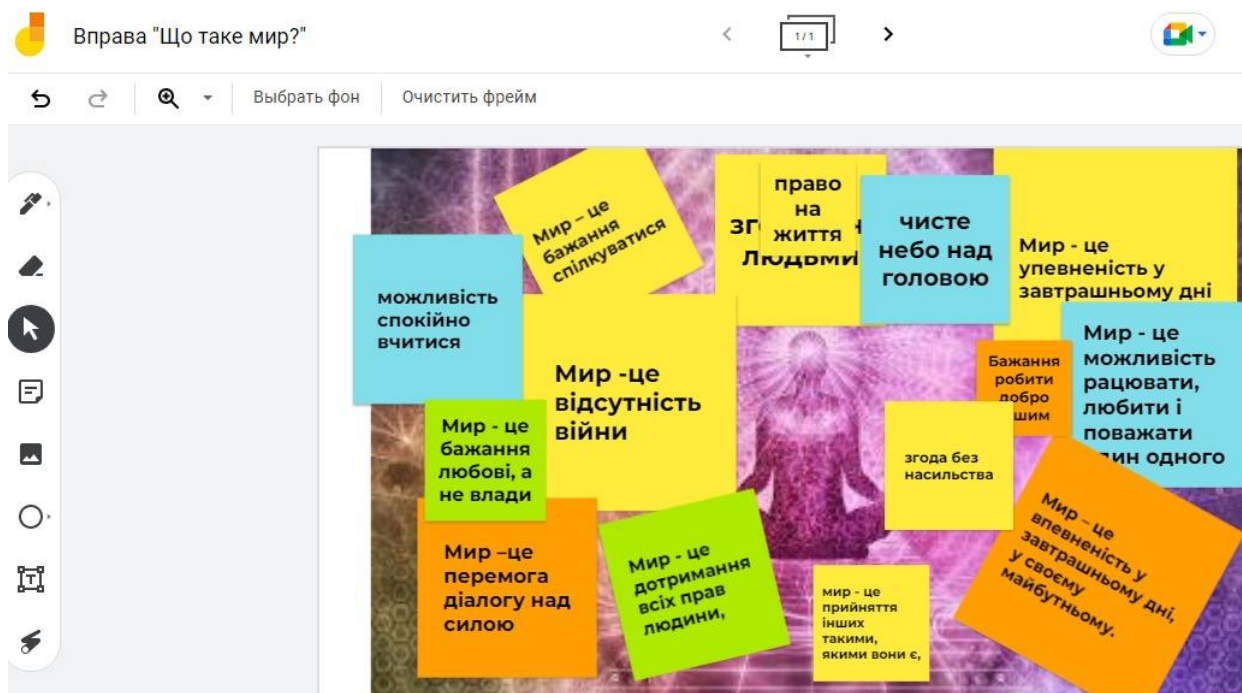 Вправа "Що таке мир?"
1/1
Выбрать фон
Очистить фрейм
Мир – це
бажання
спілкуватися
право
на
життя
людьми
чисте
небо над
головою
Мир - це
упевненість у
завтрашньому дні
можливість
спокійно
вчитися
Мир -це
відсутність
війни
Бажання
робити
добро
шим
Мир - це
можливість
рацювати,
любити і
поважати
один одного
Мир - це
бажання
любові, а
не влади
згода без
насильства
Мир –це
перемога
діалогу над
силою
Мир - це
дотримання
всіх прав
людини,
мир - це
прийняття
інших
такими,
якими вони є,
Мир – це
впевненість у
завтрашньому дні,
у своєму
майбутньому.